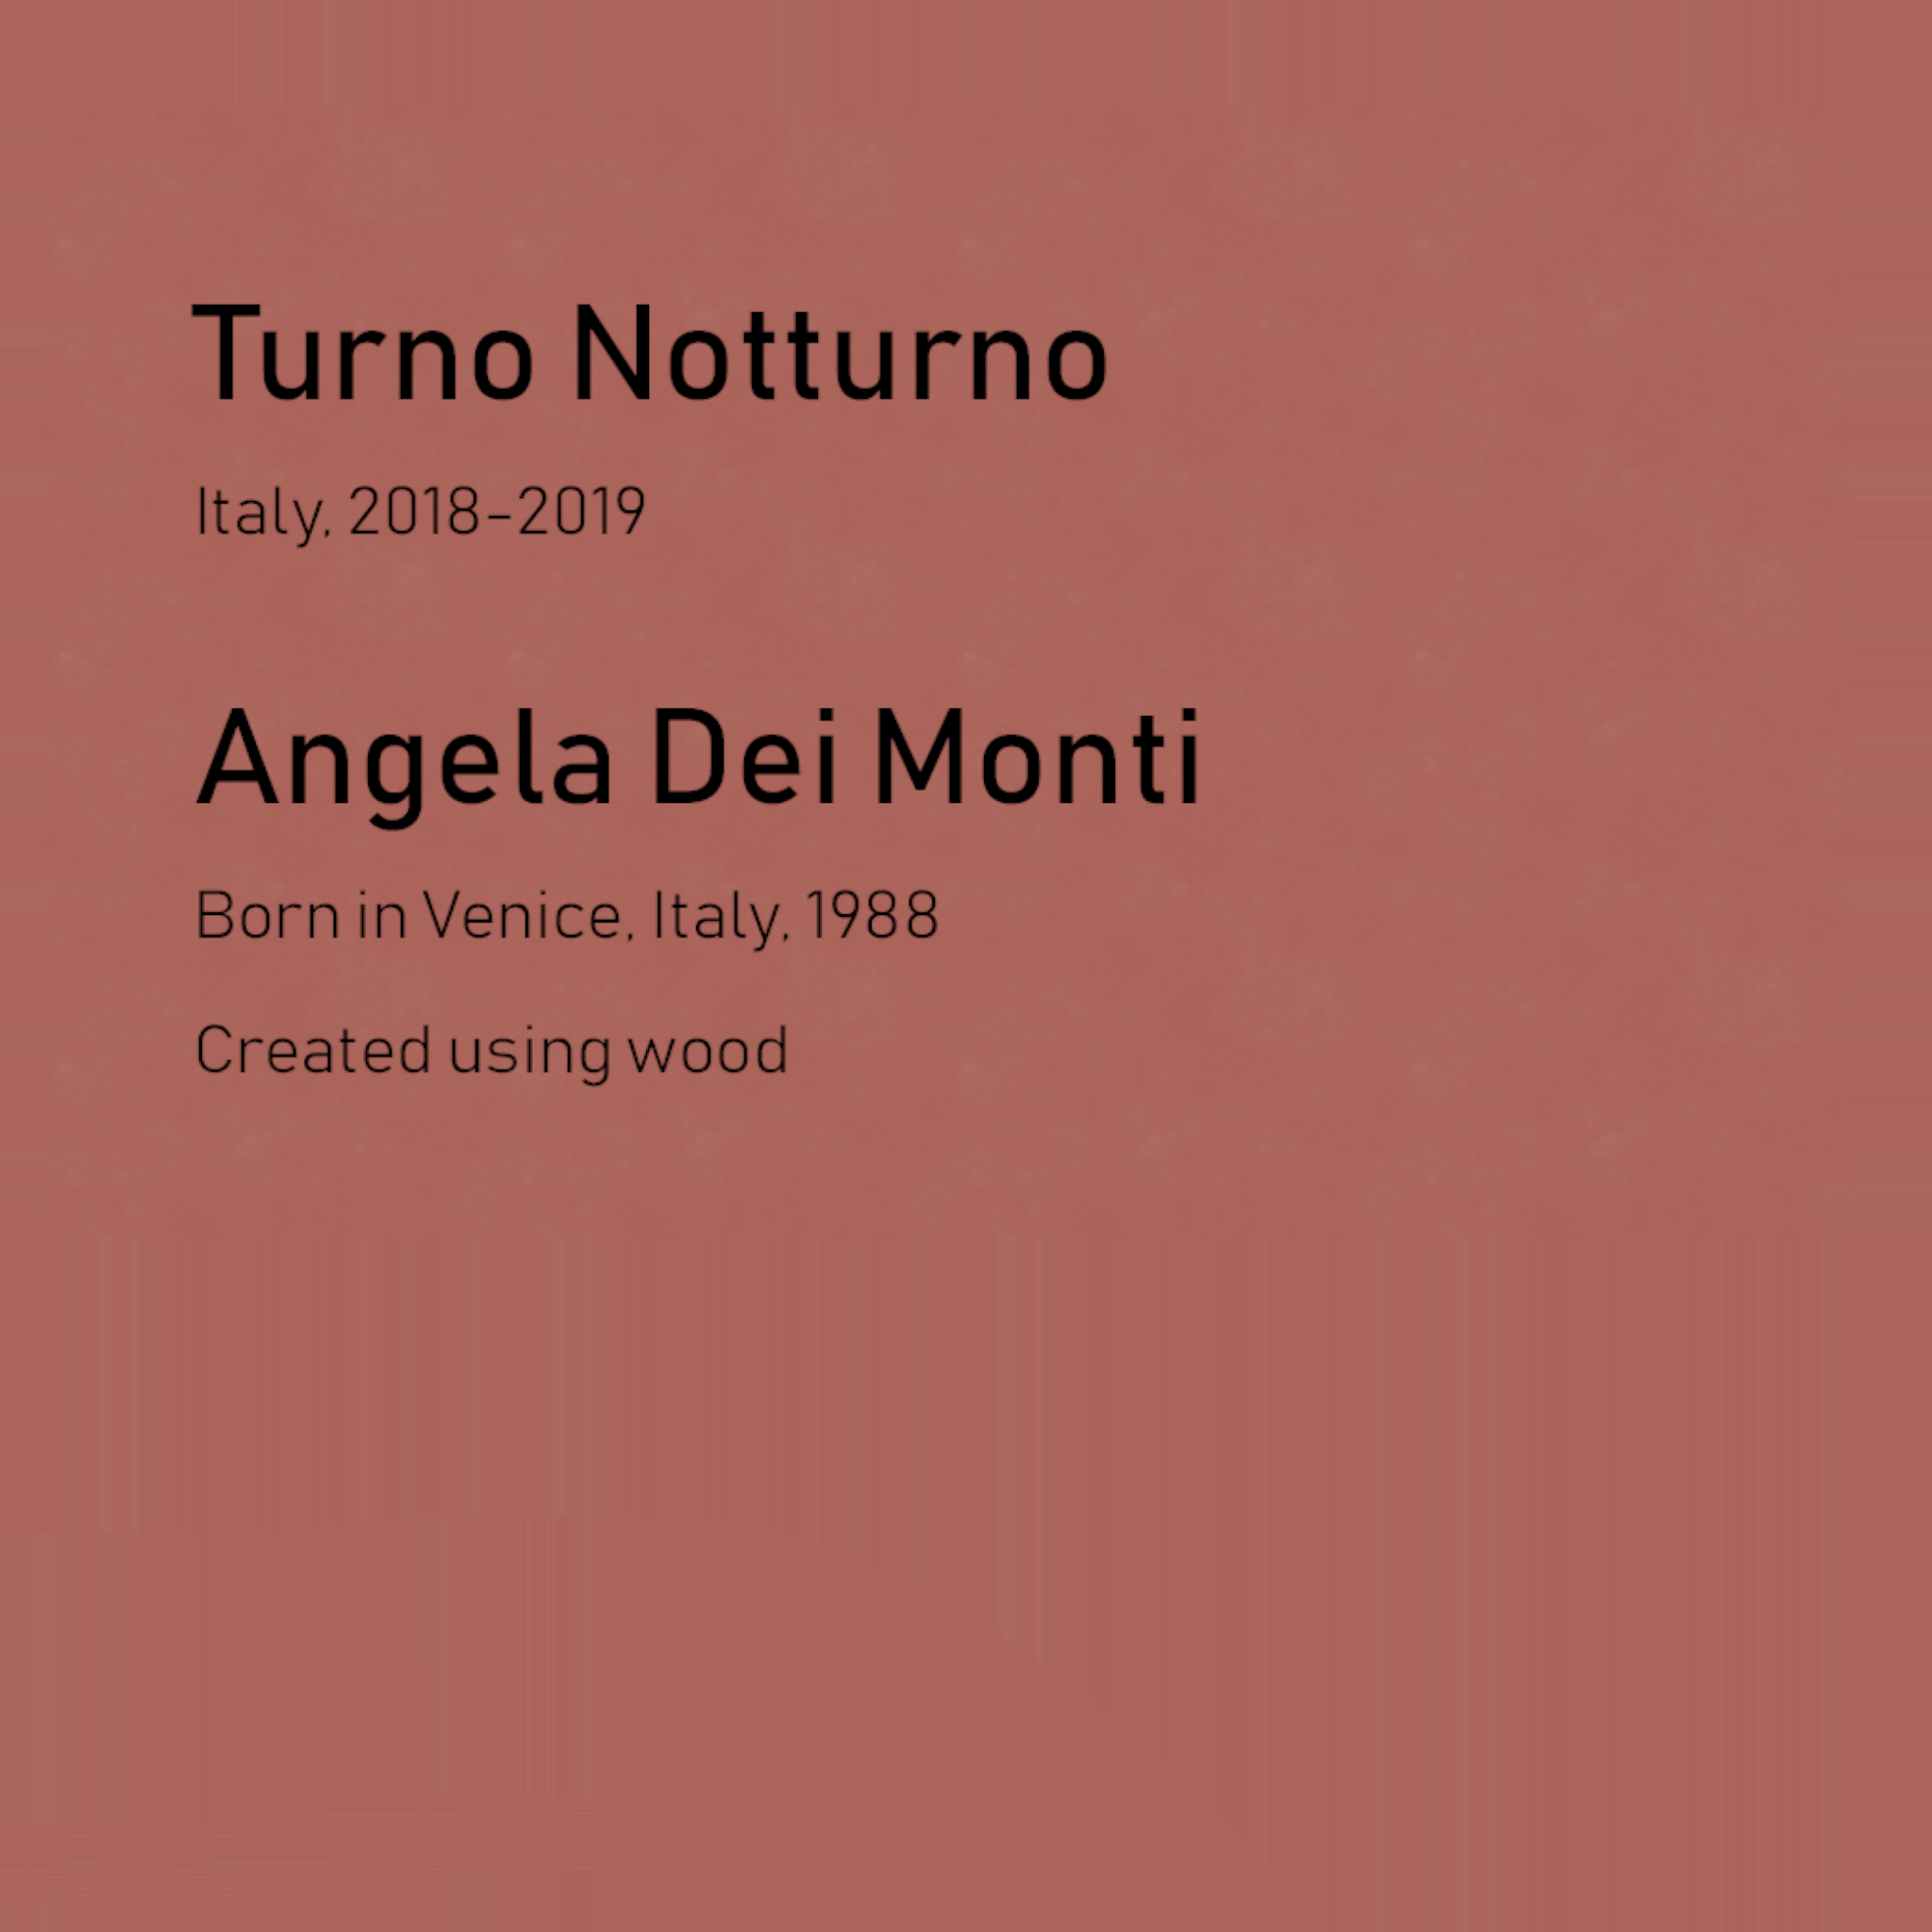 Turno Notturno
Italy, 2018–2019
Angela Dei Monti
Born in Venice, Italy, 1988
Created using wood